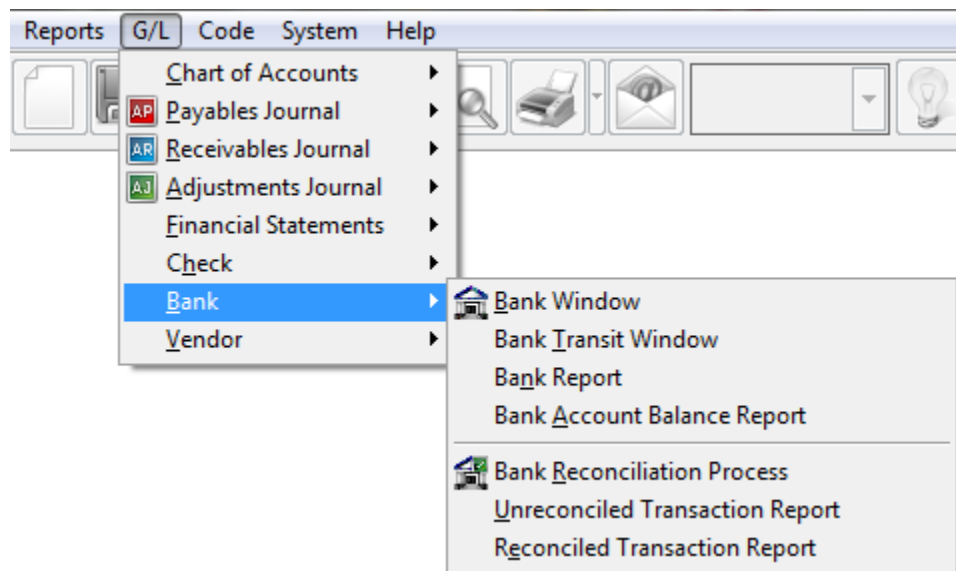 Reports G/L Code System Help
Chart of Accounts
AP Payables Journal
AR Receivables Journal
AJ Adjustments Journal
Financial Statements
Check
Bank
Vendor
Bank Window
Bank Transit Window
Bank Report
Bank Account Balance Report
Bank Reconciliation Process
Unreconciled Transaction Report
Reconciled Transaction Report